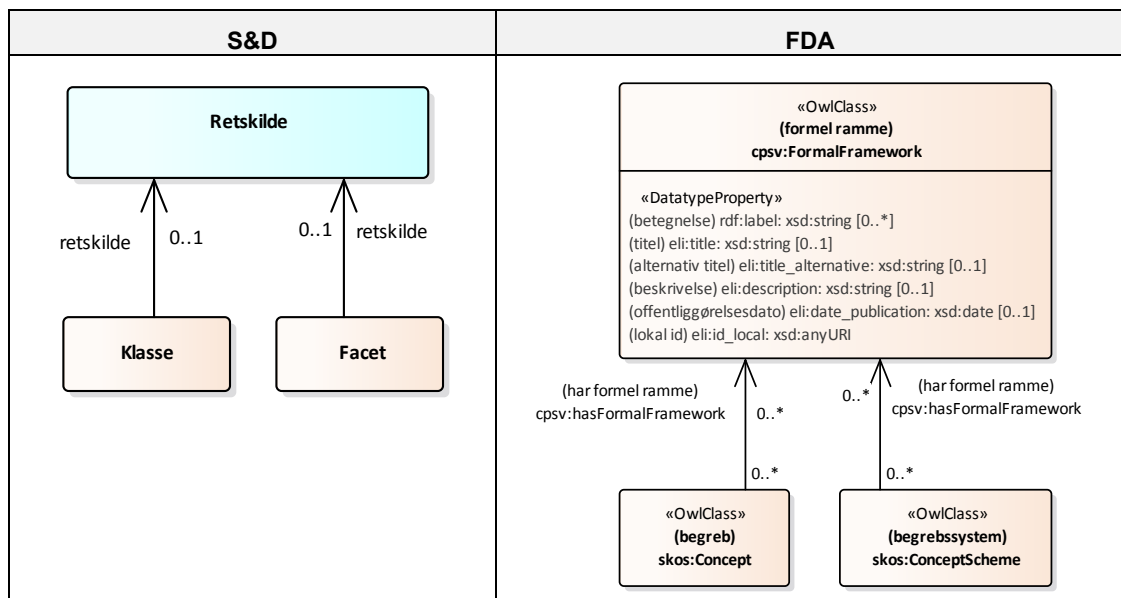 S&D
FDA
Retskilde
retskilde
0..1
0..1
retskilde
Klasse
Facet
«OwlClass»
(formel ramme)
cpsv:FormalFramework
«DatatypeProperty»
(betegnelse) rdf:label: xsd:string [0..*]
(titel) eli:title: xsd:string [0..1]
(alternativ titel) eli:title_alternative: xsd:string [0..1]
(beskrivelse) eli:description: xsd:string [0..1]
(offentliggørelsesdato) eli:date_publication: xsd:date [0..1]
(lokal id) eli:id_local: xsd:anyURI
(har formel ramme)
cpsv:hasFormalFramework
0..*
0..*
(har formel ramme)
cpsv:hasFormalFramework
0..*
0..*
«OwlClass»
(begreb)
skos:Concept
«OwlClass»
(begrebssystem)
skos:ConceptScheme